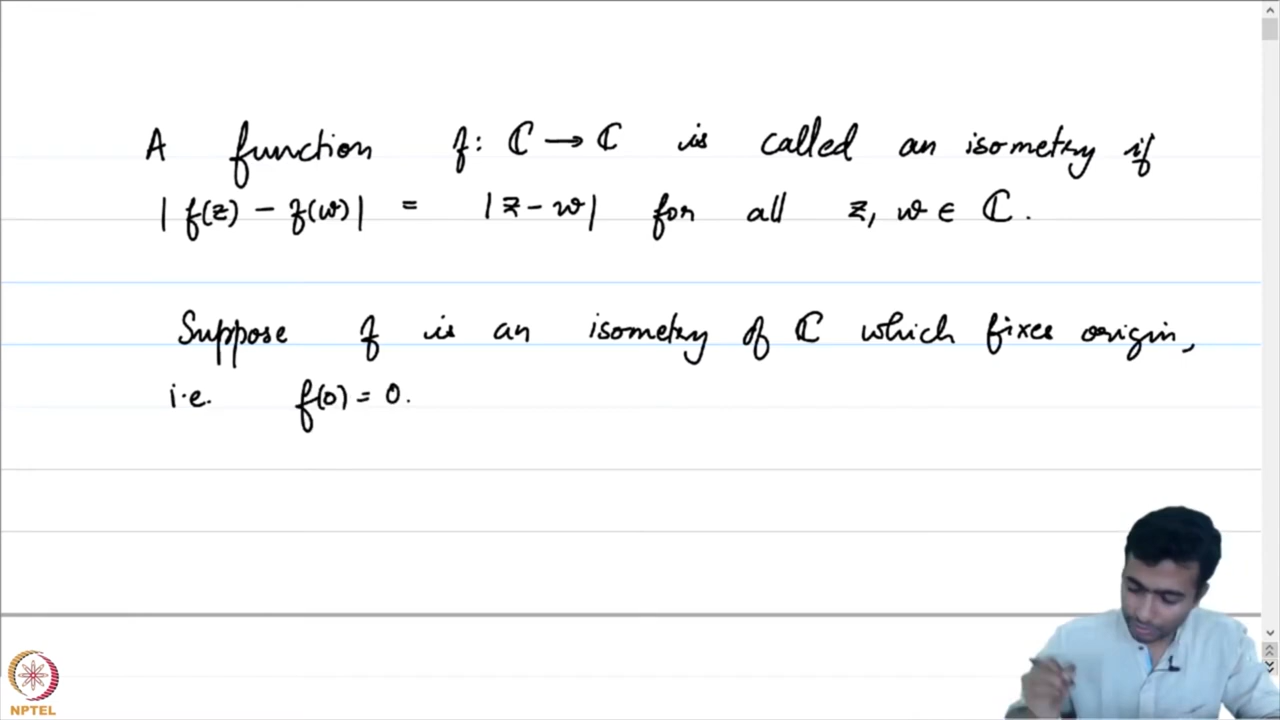 A function f: ℂ → ℂ is called an isometry if
|f(z) - f(w)| = |z - w| for all z, w ∈ ℂ.
Suppose f is an isometry of ℂ which fixes origin,
i.e. f(0) = 0.
NPTEL